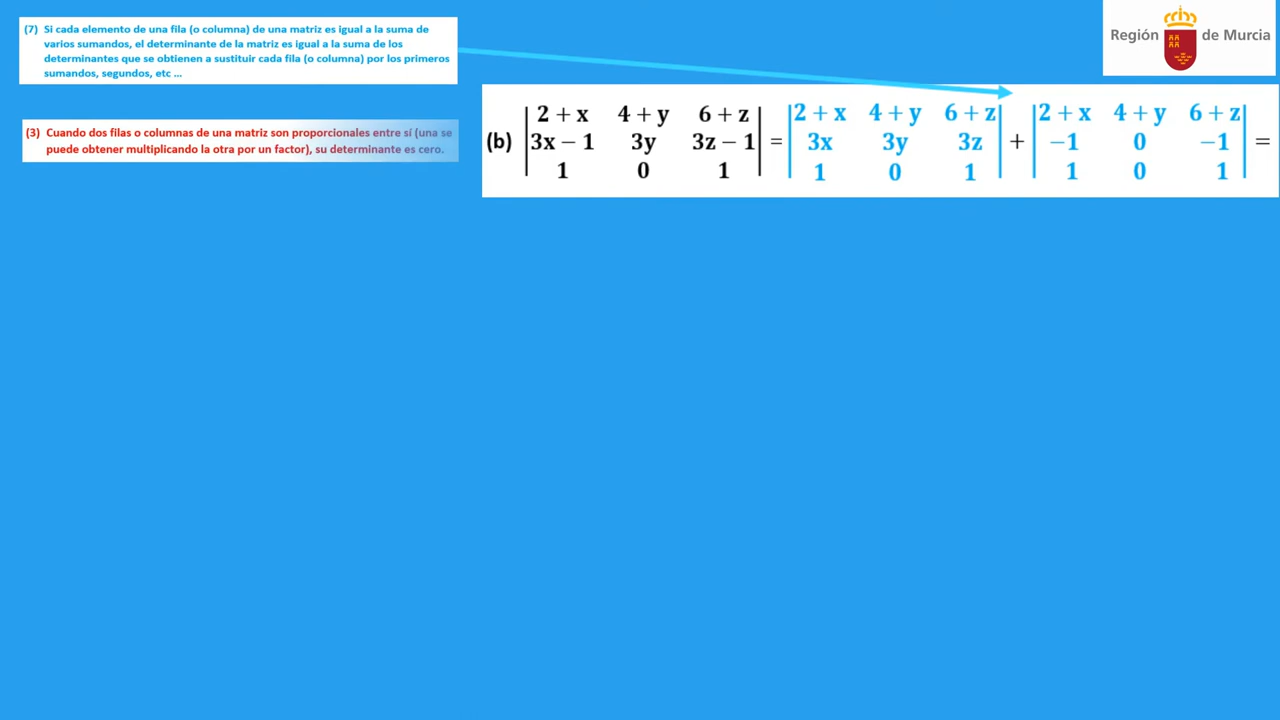 (7) Si cada elemento de una fila (o columna) de una matriz es igual a la suma de
varios sumandos, el determinante de la matriz es igual a la suma de los
determinantes que se obtienen a sustituir cada fila (o columna) por los primeros
sumandos, segundos, etc ...
Región de Murcia
(3) Cuando dos filas o columnas de una matriz son proporcionales entre sí (una se
puede obtener multiplicando la otra por un factor), su determinante es cero.
|2 + x 4 + y 6 + z| |2 + x 4 + y 6 + z| |2 + x 4 + y 6 + z|
(b) |3x − 1 3y 3z − 1| = |3x 3y 3z| + |−1 0 −1| =
|1 0 1| |1 0 1| |1 0 1|